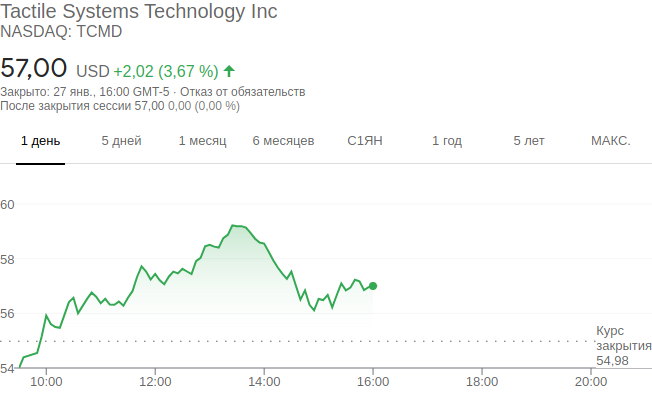 Tactile Systems Technology Inc
NASDAQ: TCMD
57,00 USD +2,02 (3,67 %)
Закрыто: 27 янв., 16:00 GMT-5 · Отказ от обязательств
После закрытия сессии 57,00 0,00 (0,00 %)
1 день 5 дней 1 месяц 6 месяцев С1ЯН 1 год 5 лет МАКС.
60
58
56
Курс
закрытия
54,98
54
10:00 12:00 14:00 16:00 18:00 20:00